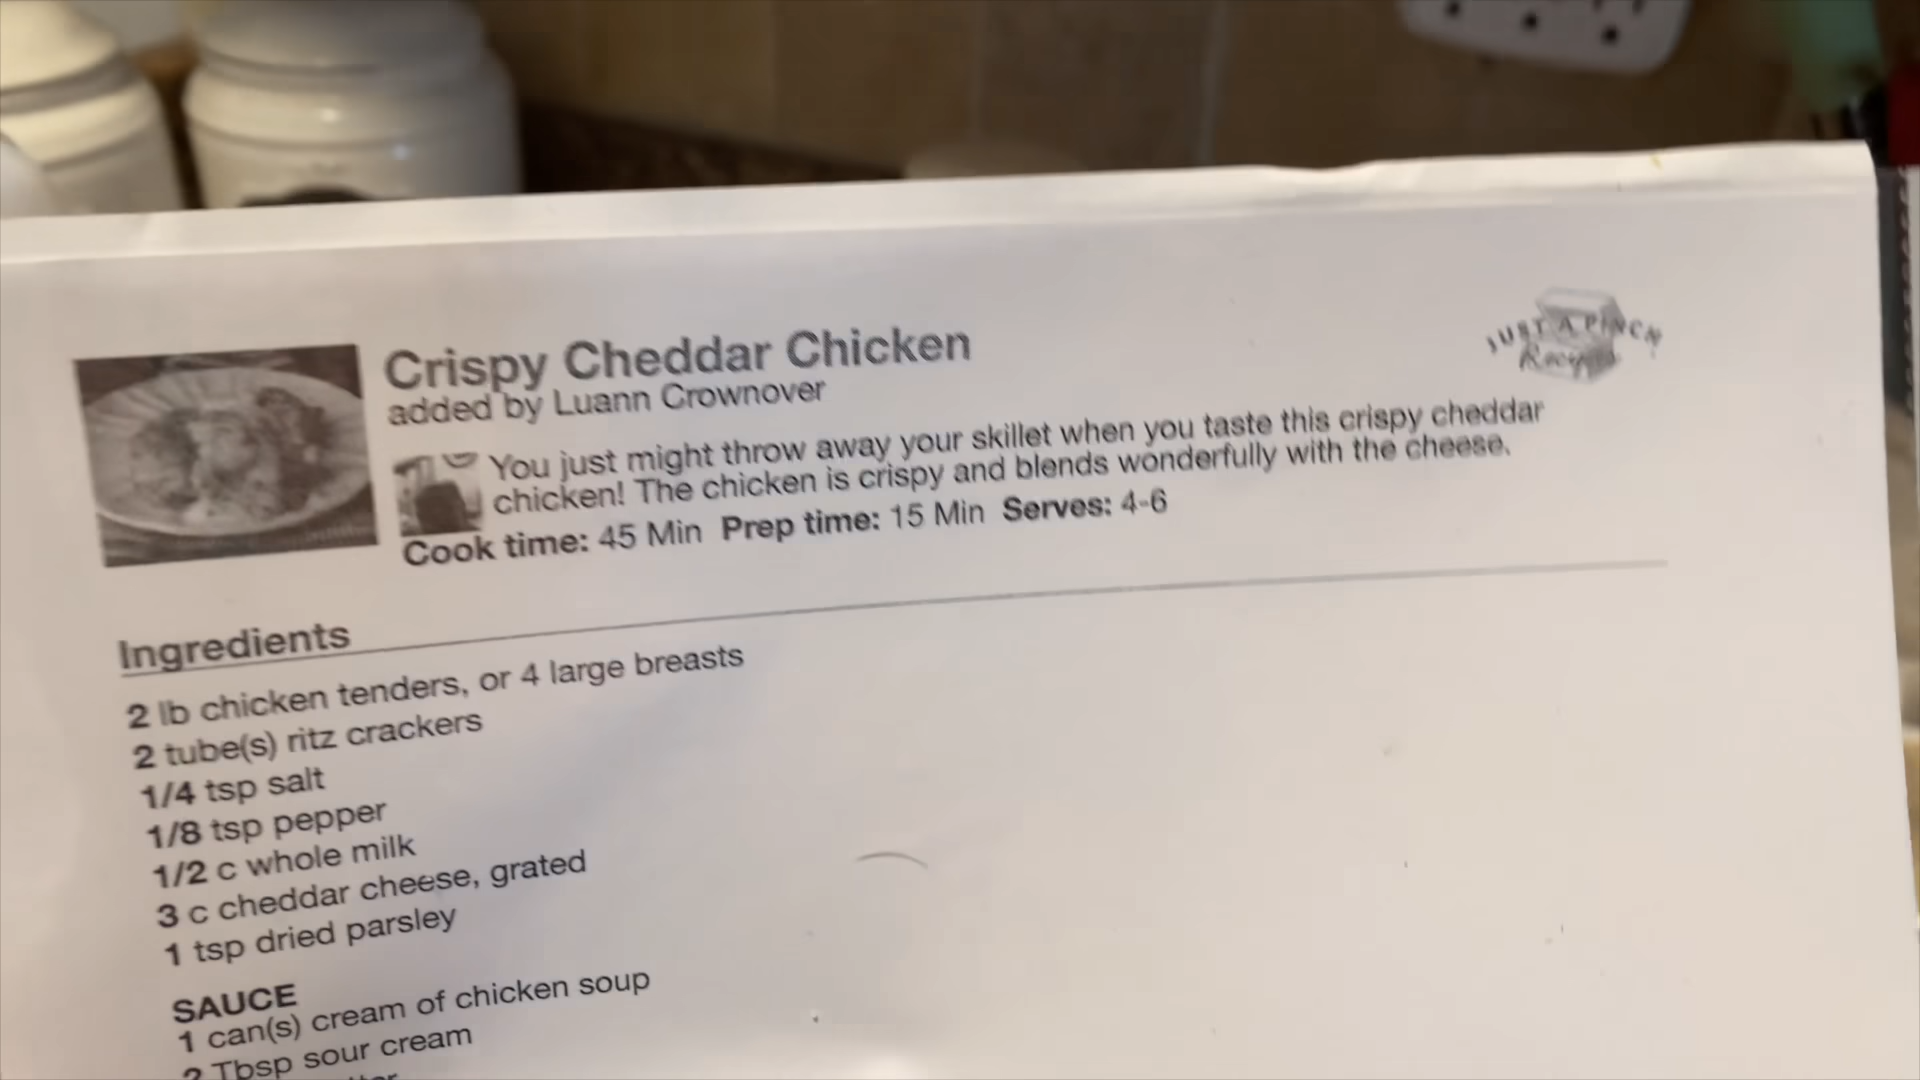 JUST A PINCH
Recipes
Crispy Cheddar Chicken
added by Luann Crownover
You just might throw away your skillet when you taste this crispy cheddar
chicken! The chicken is crispy and blends wonderfully with the cheese.
Cook time: 45 Min Prep time: 15 Min Serves: 4-6
Ingredients
2 lb chicken tenders, or 4 large breasts
2 tube(s) ritz crackers
1/4 tsp salt
1/8 tsp pepper
1/2 c whole milk
3 c cheddar cheese, grated
1 tsp dried parsley
SAUCE
1 can(s) cream of chicken soup
2 Tbsp sour cream